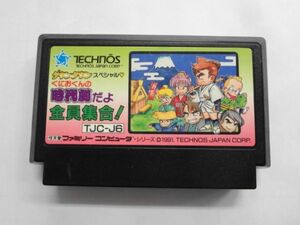 TECHNOS
TECHNOS JAPAN CORP.
ダウンタウンスペシャル
くにおくんの
時代劇だよ
全員集合!
TJC-J6
ファミリーコンピュータシリーズ ©1991, TECHNOS JAPAN CORP.